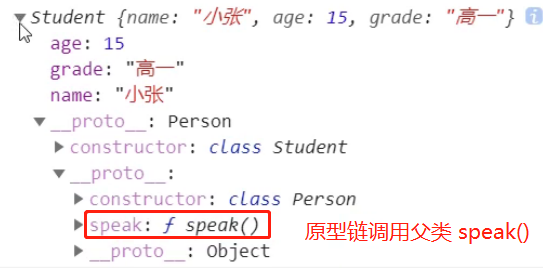 Student {name: "小张", age: 15, grade: "高一"}
age: 15
grade: "高一"
name: "小张"
__proto__: Person
constructor: class Student
__proto__:
constructor: class Person
speak: ƒ speak()
原型链调用父类 speak()
__proto__: Object